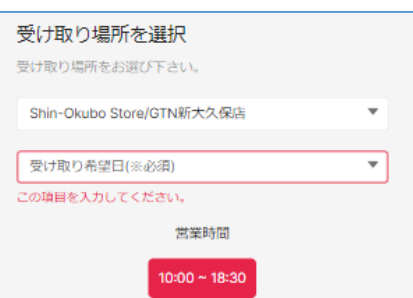 受け取り場所を選択
受け取り場所をお選び下さい。
Shin-Okubo Store/GTN新大久保店
受け取り希望日(※必須)
この項目を入力してください。
営業時間
10:00 ~ 18:30